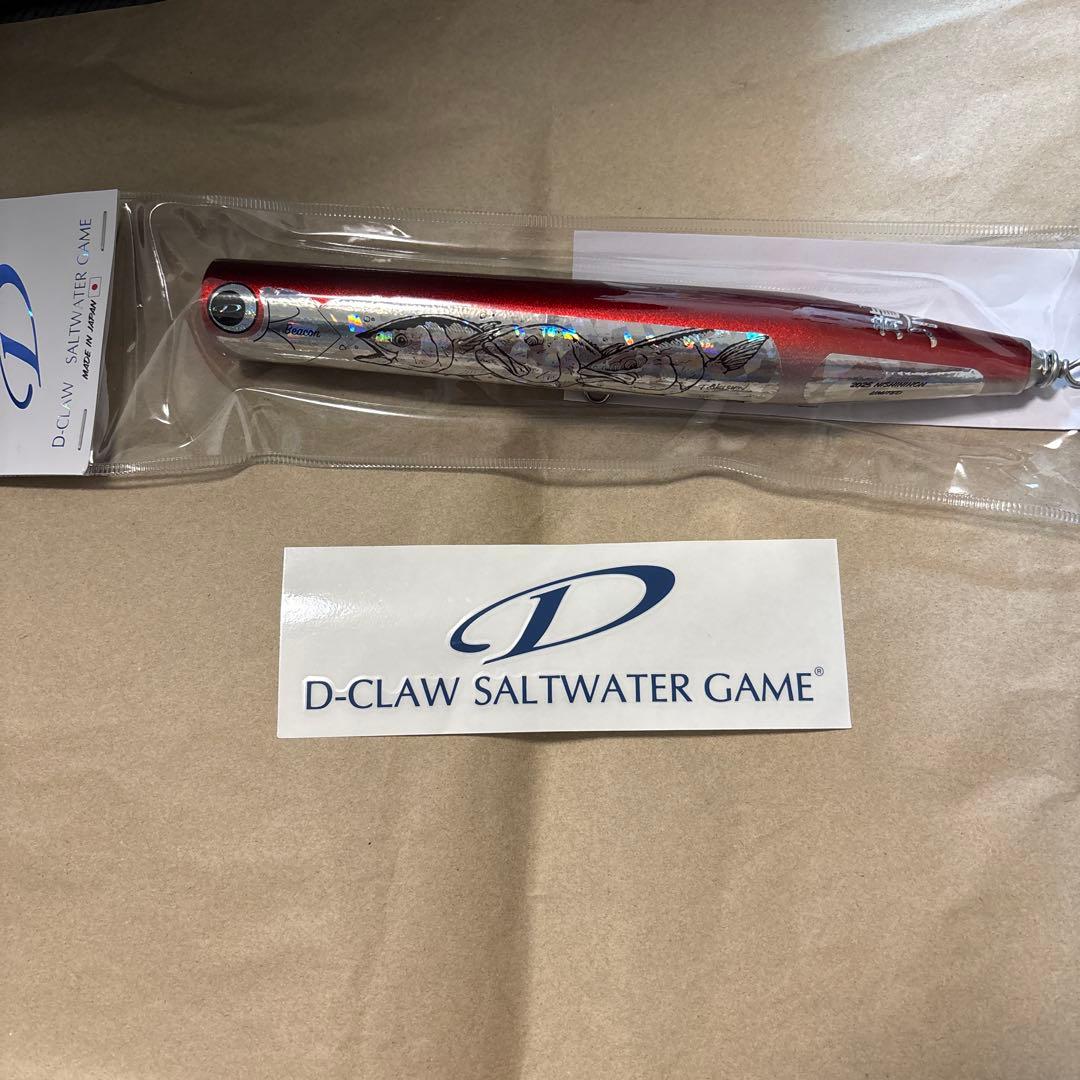 D
D-CLAW SALTWATER GAME
MADE IN JAPAN
Beacon
2025 NISHINIHON
LIMITED
D
D-CLAW SALTWATER GAME®